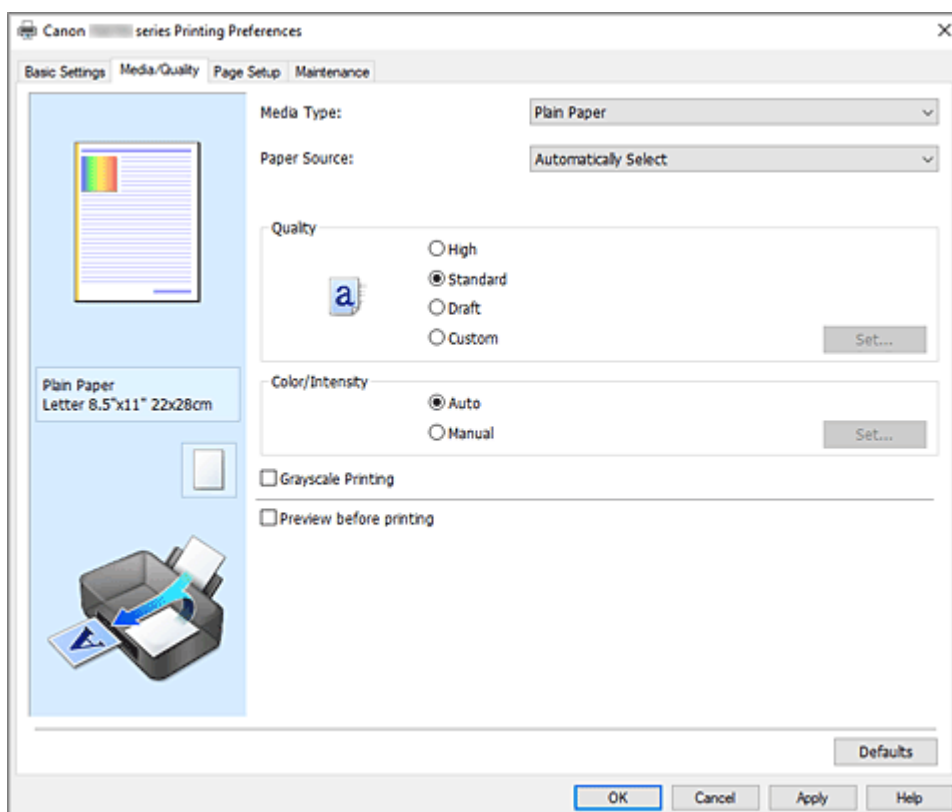 Canon series Printing Preferences
Basic Settings Media/Quality Page Setup Maintenance
Media Type: Plain Paper
Paper Source: Automatically Select
Quality
High
Standard
Draft
Custom Set...
Plain Paper
Letter 8.5"x11" 22x28cm
Color/Intensity
Auto
Manual Set...
Grayscale Printing
Preview before printing
a
A
Defaults
OK Cancel Apply Help